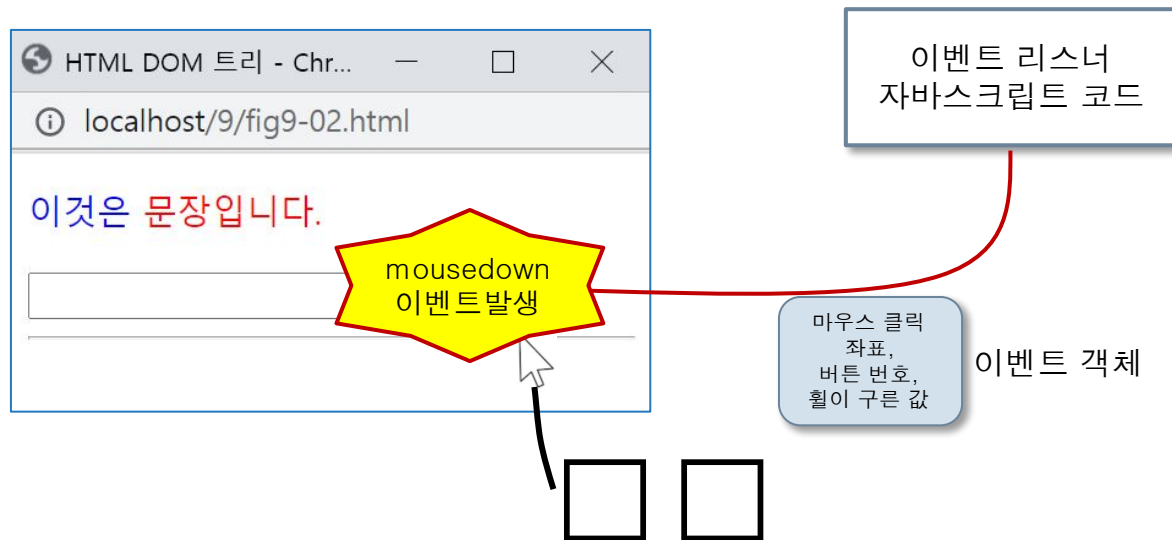 HTML DOM 트리 - Chr...
localhost/9/fig9-02.html
이것은 문장입니다.
mousedown
이벤트발생
이벤트 리스너
자바스크립트 코드
마우스 클릭
좌표,
버튼 번호,
휠이 구른 값
이벤트 객체